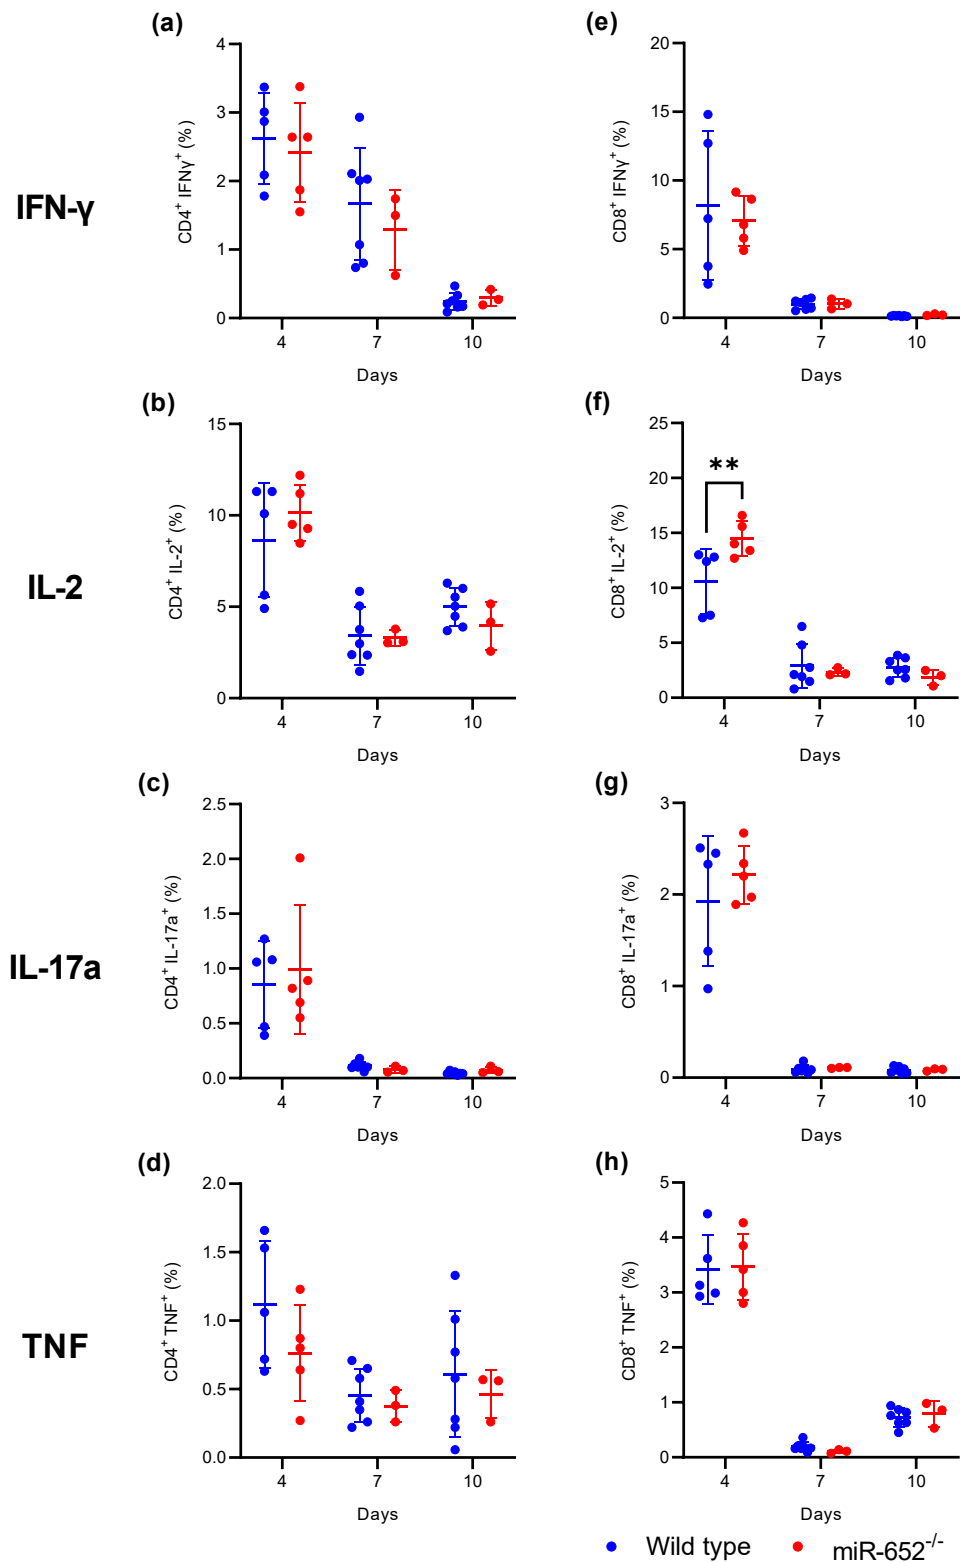 (a)
4
3
2
1
0
CD4+ IFNγ+ (%)
4 7 10
Days
(e)
20
15
10
5
0
CD8+ IFNγ+ (%)
4 7 10
Days
IFN-γ
(b)
15
10
5
0
CD4+ IL-2+ (%)
4 7 10
Days
(f)
25
20
15
10
5
0
CD8+ IL-2+ (%)
**
4 7 10
Days
IL-2
(c)
2.5
2.0
1.5
1.0
0.5
0.0
CD4+ IL-17a+ (%)
4 7 10
Days
(g)
3
2
1
0
CD8+ IL-17a+ (%)
4 7 10
Days
IL-17a
(d)
2.0
1.5
1.0
0.5
0.0
CD4+ TNF+ (%)
4 7 10
Days
(h)
5
4
3
2
1
0
CD8+ TNF+ (%)
4 7 10
Days
TNF
Wild type miR-652-/-